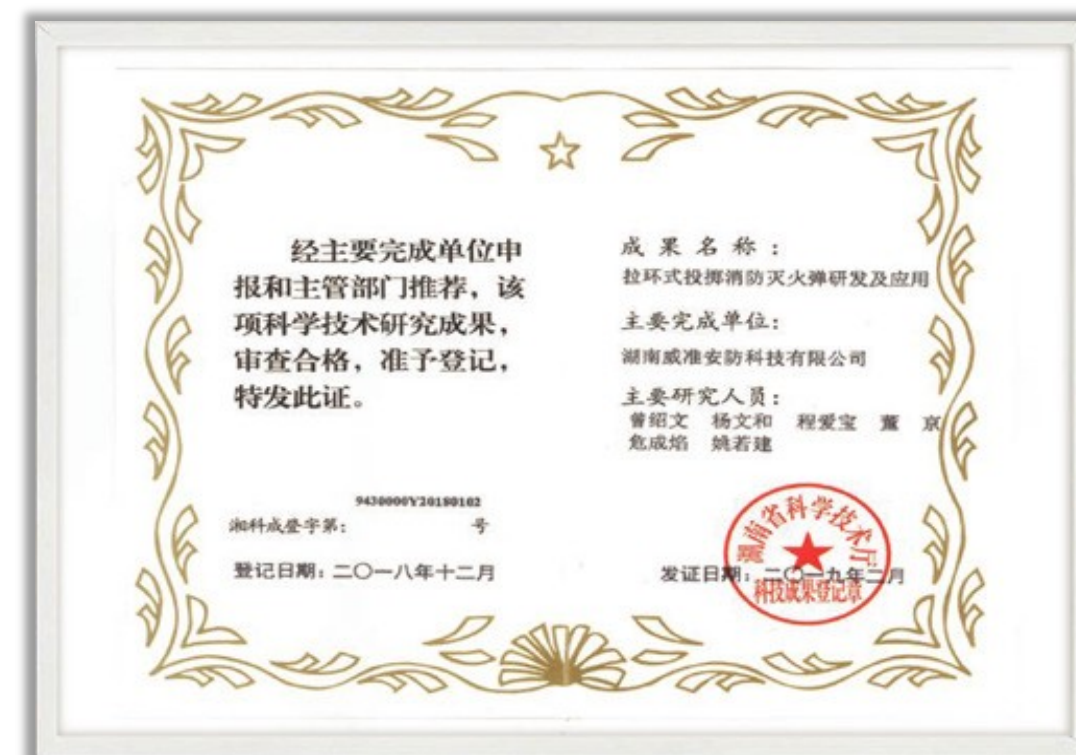 经主要完成单位申
报和主管部门推荐，该
项科学技术研究成果，
审查合格，准予登记，
特发此证。
9430000Y20180102
湘科成登字第： 号
登记日期：二〇一八年十二月
成果名称：
拉环式投掷消防灭火弹研发及应用
主要完成单位：
湖南威准安防科技有限公司
主要研究人员：
曾绍文 杨文和 程爱宝 董京
危成焰 姚若建
发证日期：二〇一九年二月
湖南省科学技术厅
科技成果登记章